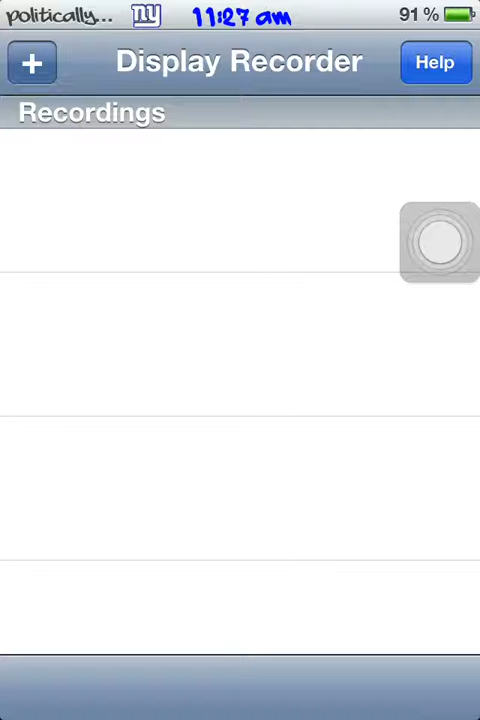 politically... NY 11:27 am 91 %
+ Display Recorder Help
Recordings